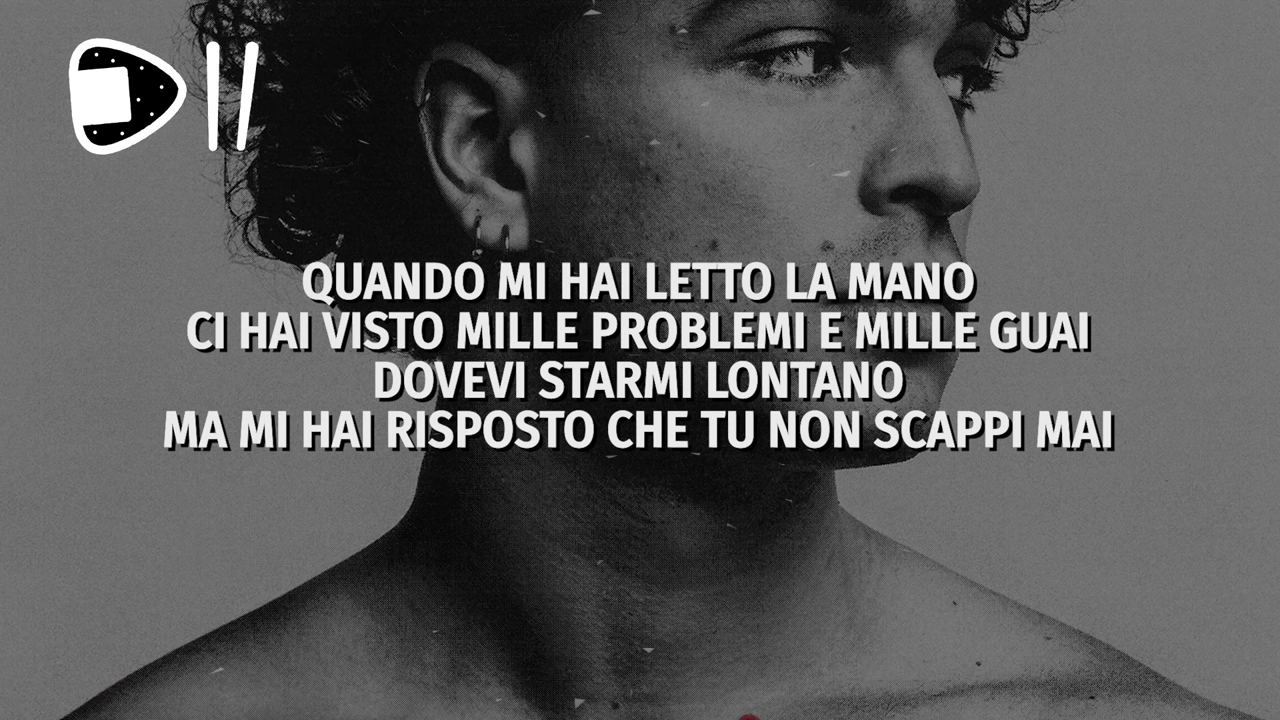 QUANDO MI HAI LETTO LA MANO
CI HAI VISTO MILLE PROBLEMI E MILLE GUAI
DOVEVI STARMI LONTANO
MA MI HAI RISPOSTO CHE TU NON SCAPPI MAI